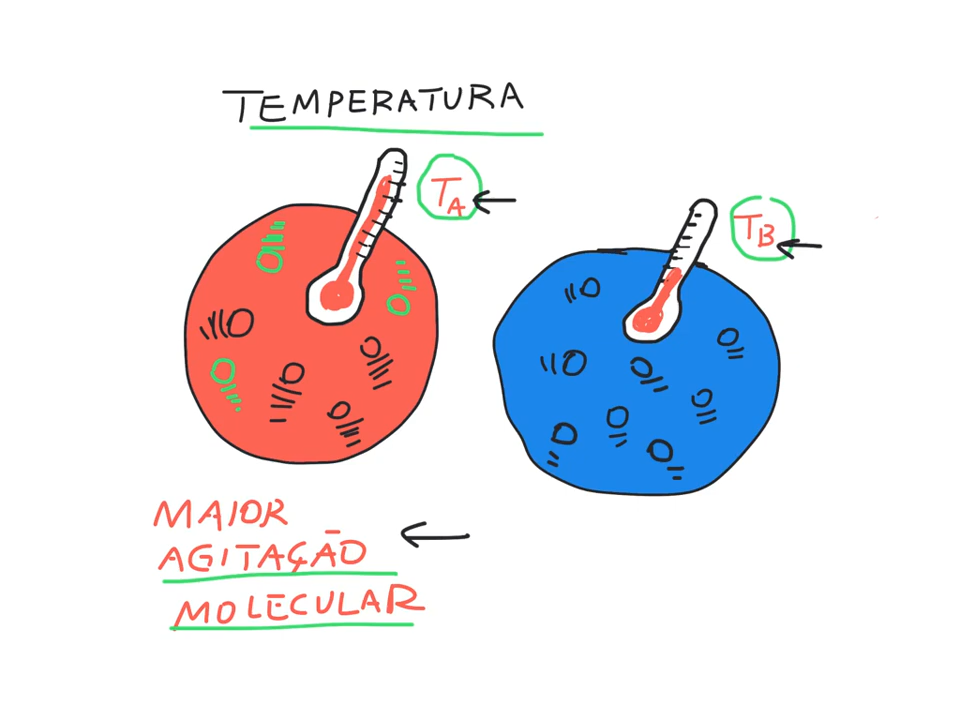 TEMPERATURA
TA
TB
MAIOR
AGITAÇÃO
MOLECULAR